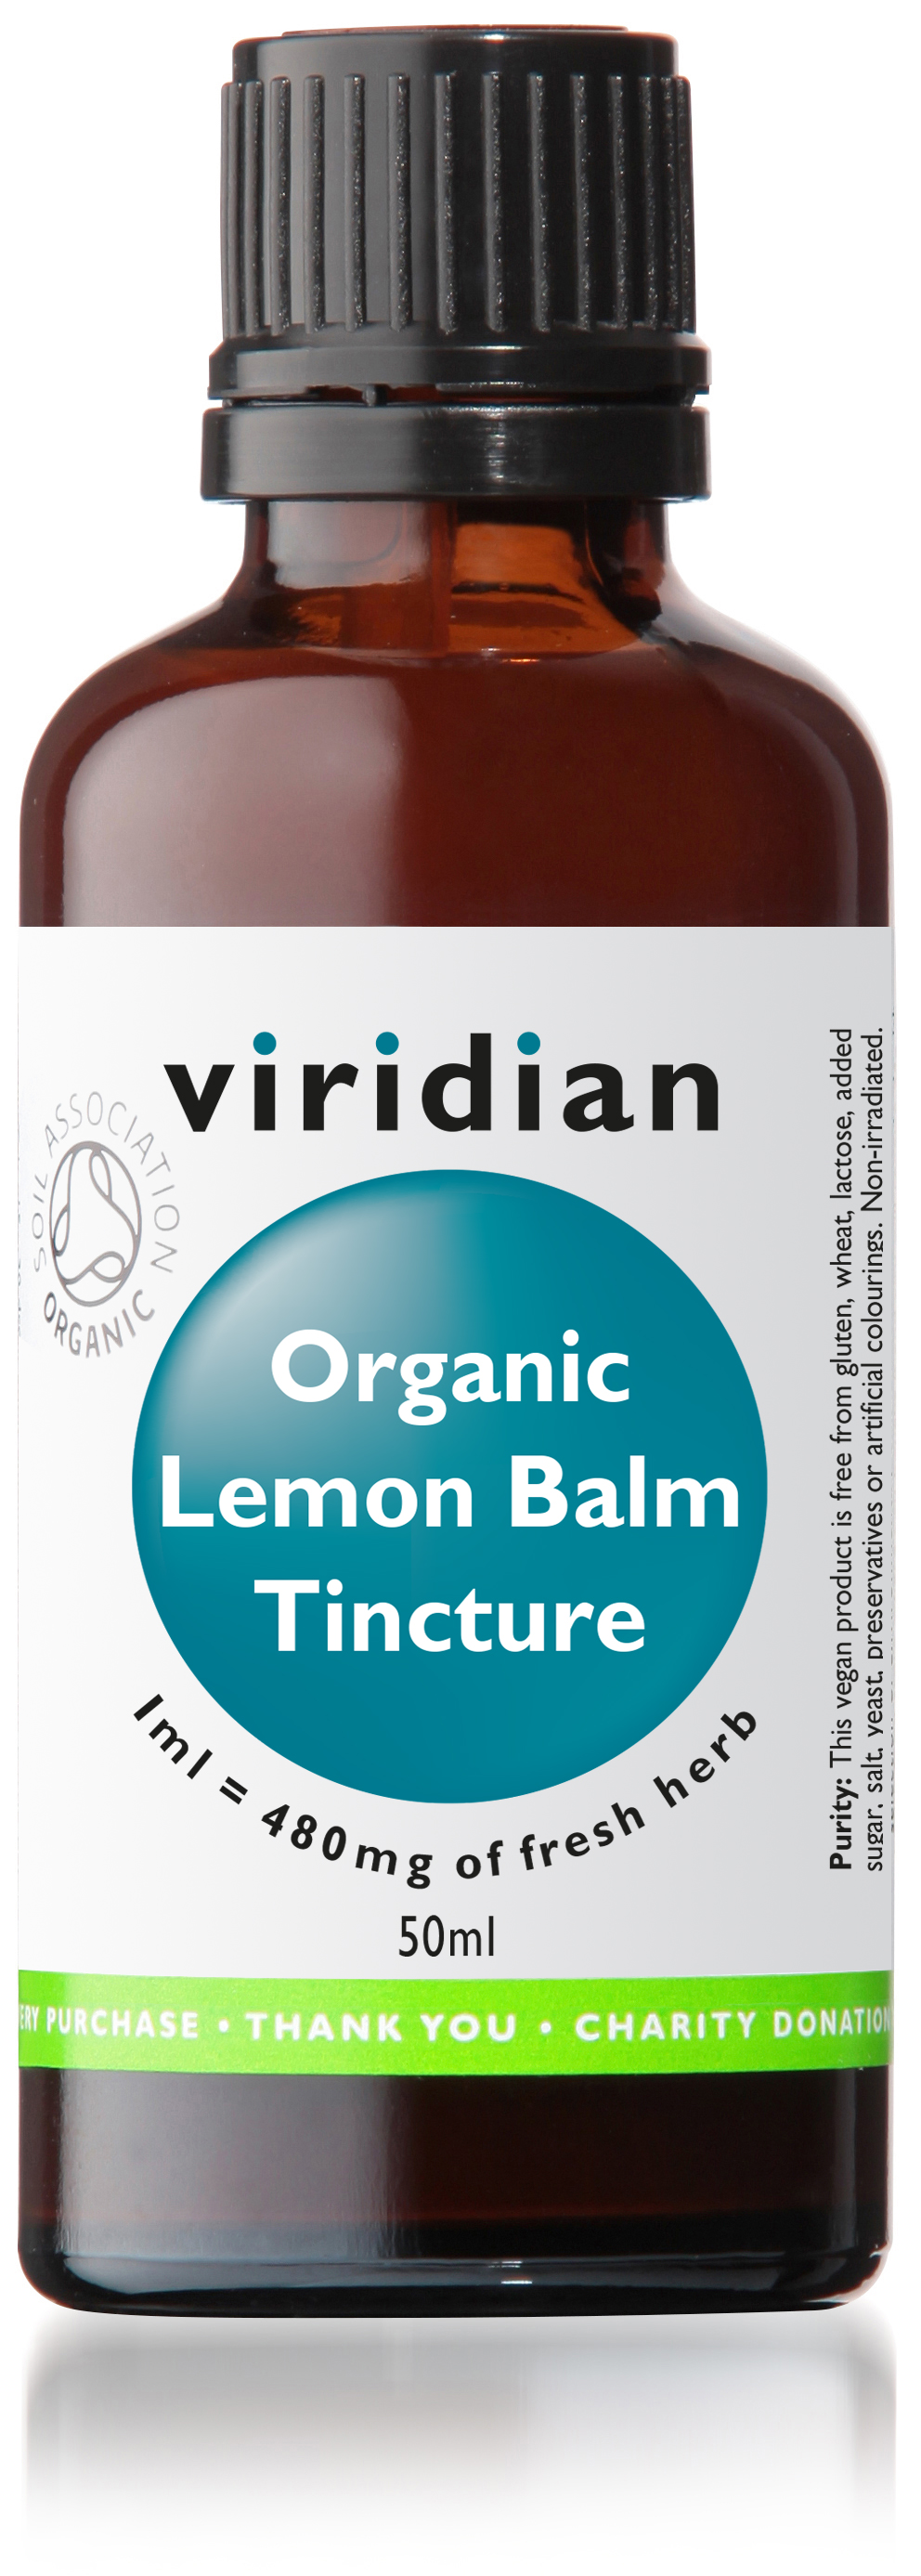 viridian
SOIL ASSOCIATION
ORGANIC
Organic
Lemon Balm
Tincture
1ml = 480mg of fresh herb
50ml
Purity: This vegan product is free from gluten, wheat, lactose, added
sugar, salt, yeast, preservatives or artificial colourings. Non-irradiated.
PURCHASE • THANK YOU • CHARITY DONATION